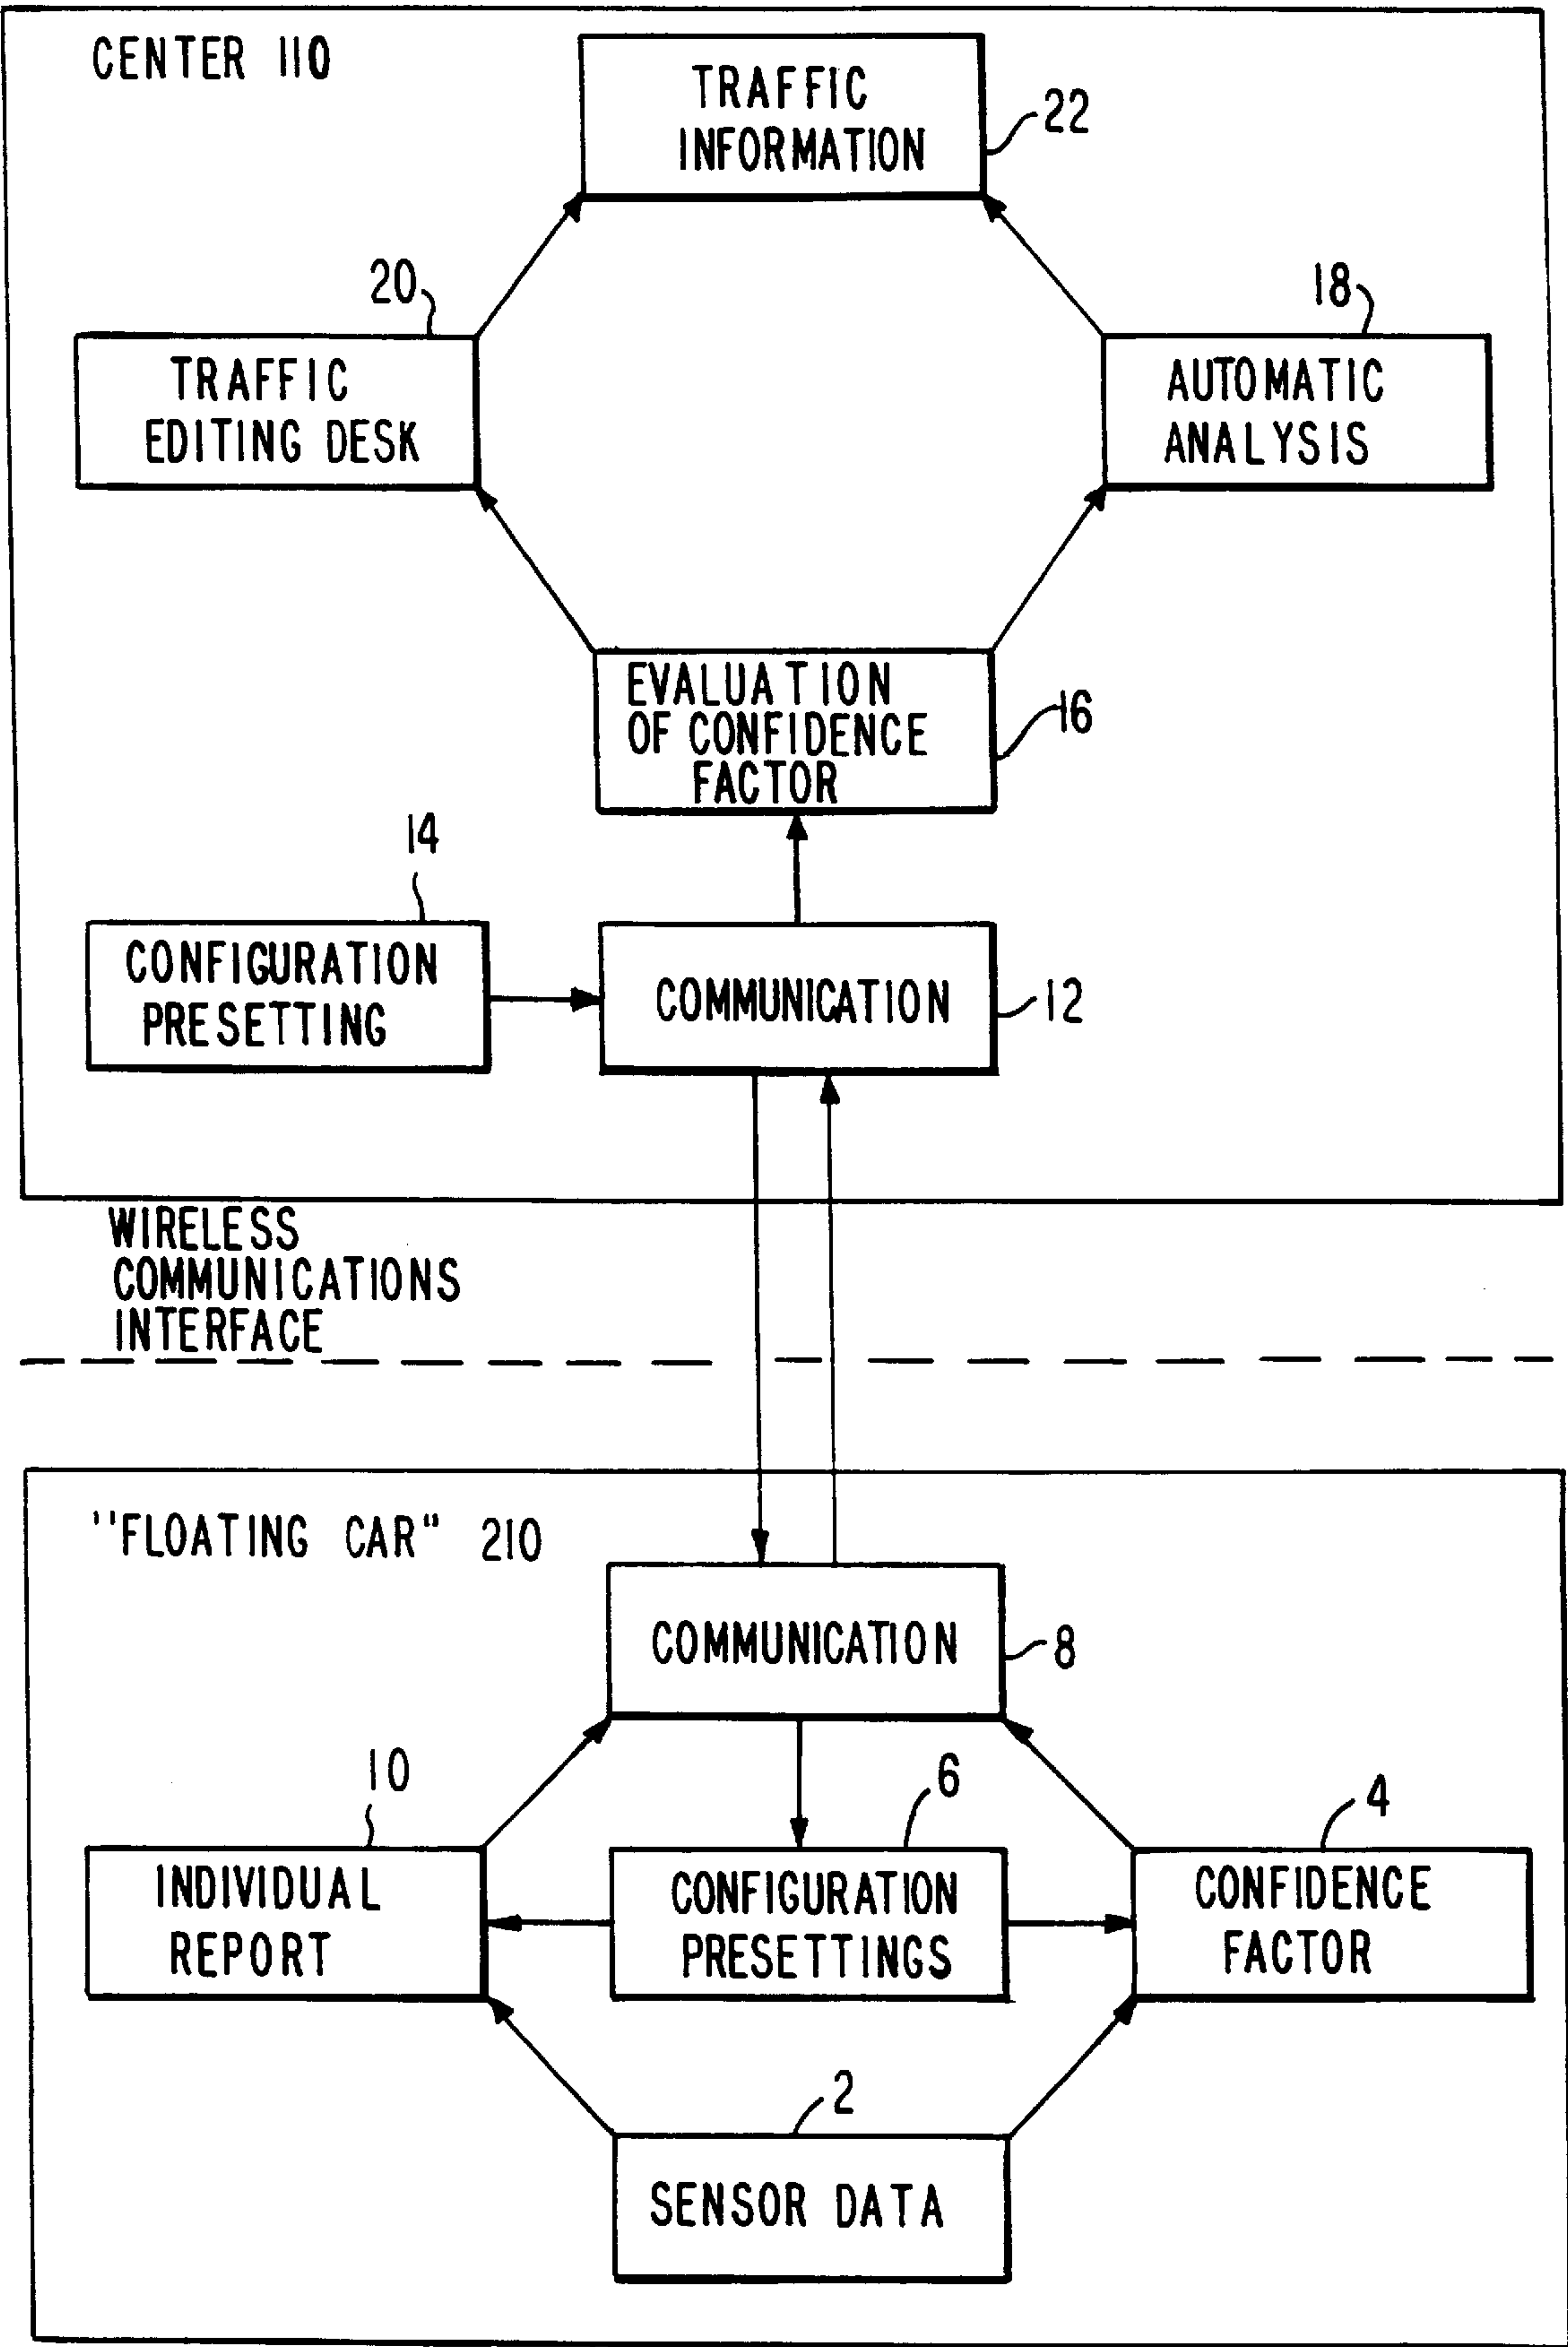 CENTER 110
TRAFFIC
INFORMATION
22
20
18
TRAFFIC
EDITING DESK
AUTOMATIC
ANALYSIS
EVALUATION
OF CONFIDENCE
FACTOR
16
14
CONFIGURATION
PRESETTING
COMMUNICATION
12
WIRELESS
COMMUNICATIONS
INTERFACE
"FLOATING CAR" 210
COMMUNICATION
8
10
6
4
INDIVIDUAL
REPORT
CONFIGURATION
PRESETTINGS
CONFIDENCE
FACTOR
2
SENSOR DATA